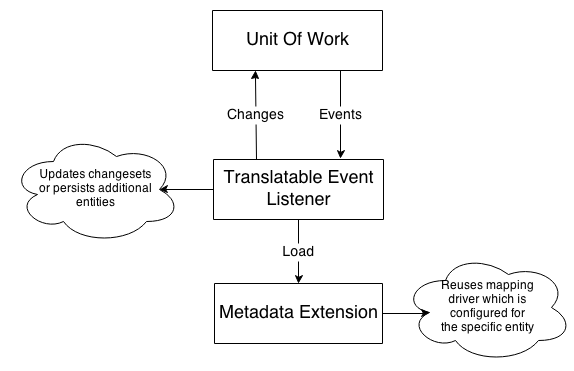 Unit Of Work
Changes
Events
Updates changesets
or persists additional
entities
Translatable Event
Listener
Load
Metadata Extension
Reuses mapping
driver which is
configured for
the specific entity